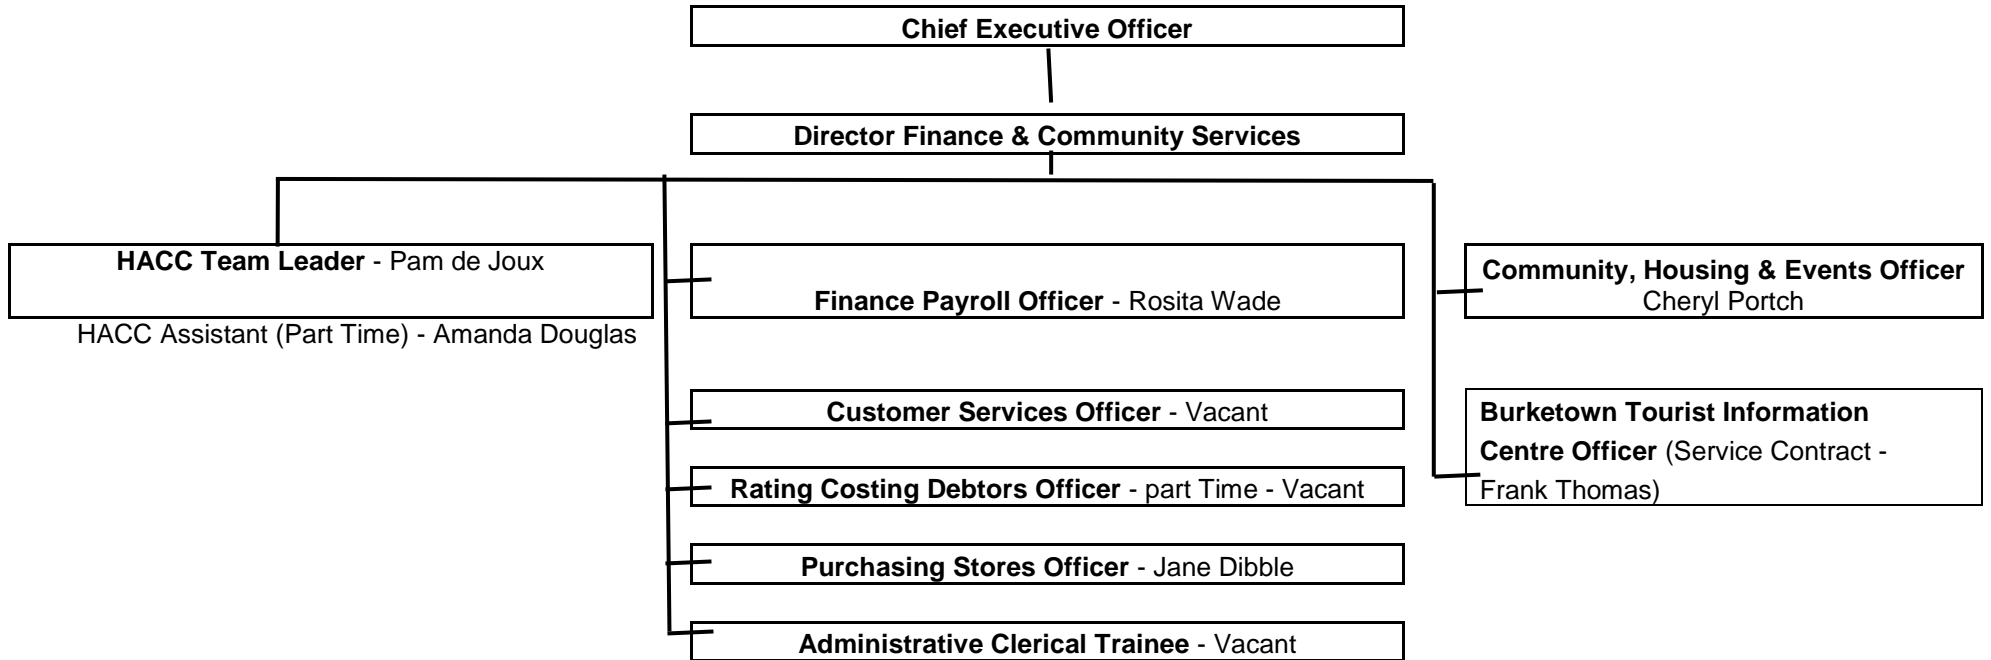 Chief Executive Officer
Director Finance & Community Services
HACC Team Leader - Pam de Joux
HACC Assistant (Part Time) - Amanda Douglas
Finance Payroll Officer - Rosita Wade
Customer Services Officer - Vacant
Rating Costing Debtors Officer - part Time - Vacant
Purchasing Stores Officer - Jane Dibble
Administrative Clerical Trainee - Vacant
Community, Housing & Events Officer
Cheryl Portch
Burketown Tourist Information
Centre Officer (Service Contract -
Frank Thomas)